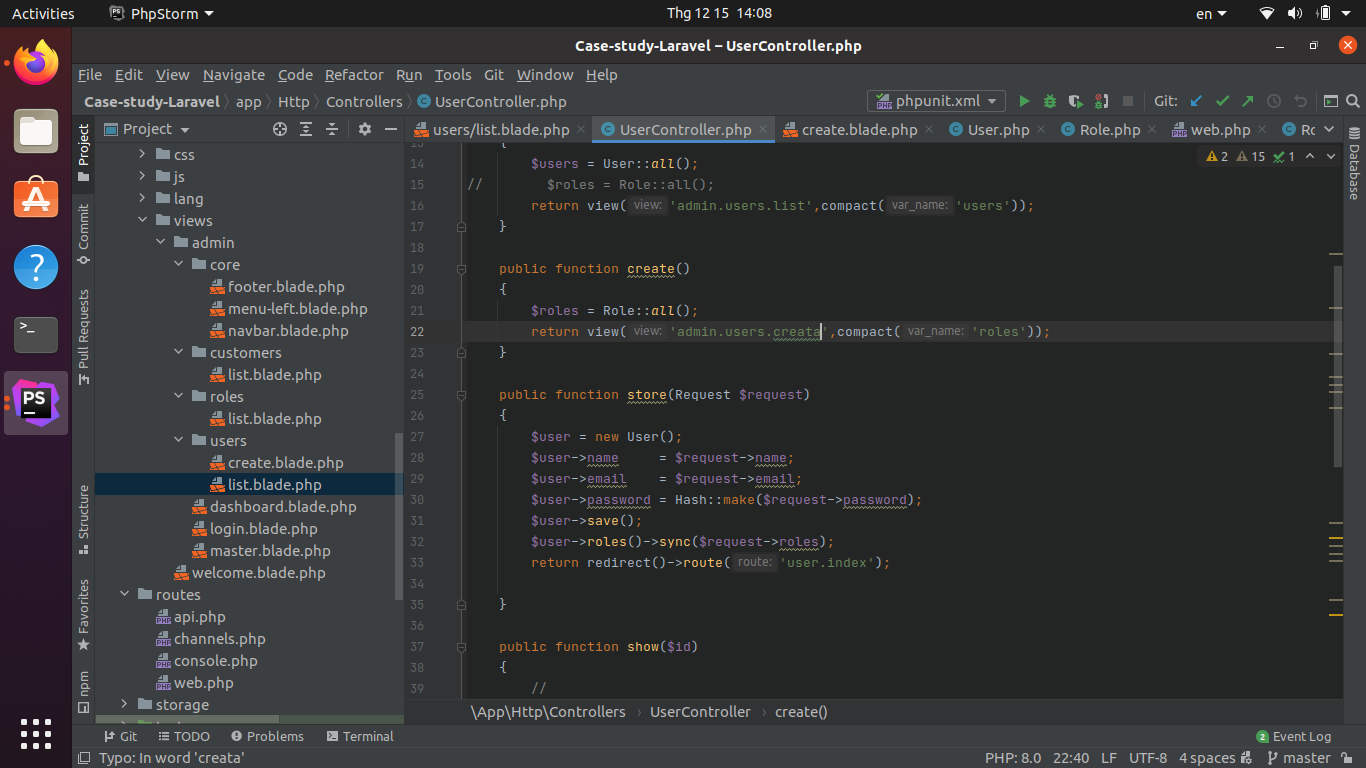 Activities PhpStorm Thg 12 15 14:08 en
Case-study-Laravel – UserController.php
File Edit View Navigate Code Refactor Run Tools Git Window Help
Case-study-Laravel app Http Controllers UserController.php phpunit.xml Git:
Project users/list.blade.php UserController.php create.blade.php User.php Role.php web.php
Project
Commit
Pull Requests
Structure
Favorites
npm
css
js
lang
views
admin
core
footer.blade.php
menu-left.blade.php
navbar.blade.php
customers
list.blade.php
roles
list.blade.php
users
create.blade.php
list.blade.php
dashboard.blade.php
login.blade.php
master.blade.php
welcome.blade.php
routes
api.php
channels.php
console.php
web.php
storage
2 15 1
Database
13 {
14 $users = User::all();
15 // $roles = Role::all();
16 return view( view: 'admin.users.list',compact( var_name: 'users'));
17 }
18
19 public function create()
20 {
21 $roles = Role::all();
22 return view( view: 'admin.users.creata',compact( var_name: 'roles'));
23 }
24
25 public function store(Request $request)
26 {
27 $user = new User();
28 $user->name = $request->name;
29 $user->email = $request->email;
30 $user->password = Hash::make($request->password);
31 $user->save();
32 $user->roles()->sync($request->roles);
33 return redirect()->route( route: 'user.index');
34
35 }
36
37 public function show($id)
38 {
39 //
\App\Http\Controllers UserController create()
Git TODO Problems Terminal 2 Event Log
Typo: In word 'creata' PHP: 8.0 22:40 LF UTF-8 4 spaces master